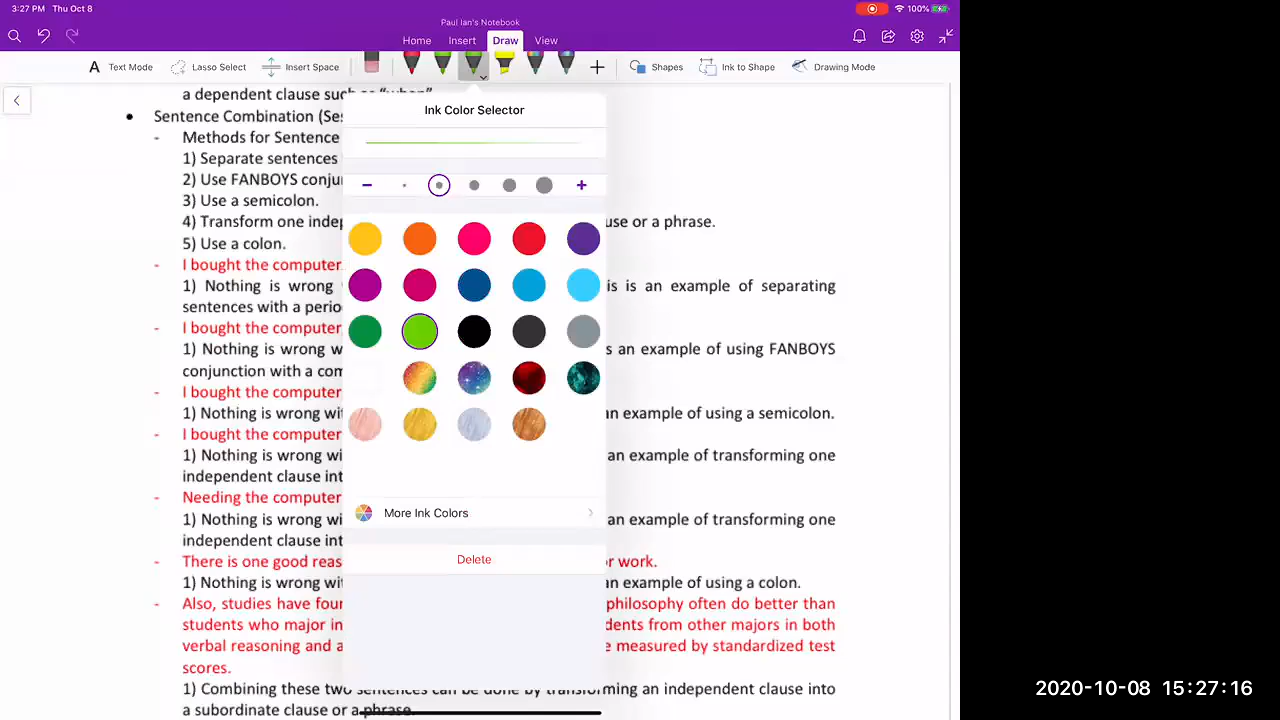 3:27 PM Thu Oct 8
100%
Paul Ian's Notebook
Home Insert Draw View
Text Mode Lasso Select Insert Space Shapes Ink to Shape Drawing Mode
a dependent clause such as "when"
Ink Color Selector
• Sentence Combination (Ses
- Methods for Sentence
1) Separate sentences
2) Use FANBOYS conju
3) Use a semicolon.
4) Transform one indep use or a phrase.
5) Use a colon.
- I bought the computer
1) Nothing is wrong is is an example of separating
sentences with a perio
- I bought the computer
1) Nothing is wrong w s an example of using FANBOYS
conjunction with a com
- I bought the computer
1) Nothing is wrong wit an example of using a semicolon.
- I bought the computer
1) Nothing is wrong wi an example of transforming one
independent clause int
- Needing the computer
1) Nothing is wrong wi an example of transforming one
independent clause int
More Ink Colors
Delete
- There is one good reas or work.
1) Nothing is wrong wit an example of using a colon.
- Also, studies have four philosophy often do better than
students who major in dents from other majors in both
verbal reasoning and a e measured by standardized test
scores.
1) Combining these two sentences can be done by transforming an independent clause into
a subordinate clause or a phrase.
2020-10-08 15:27:16